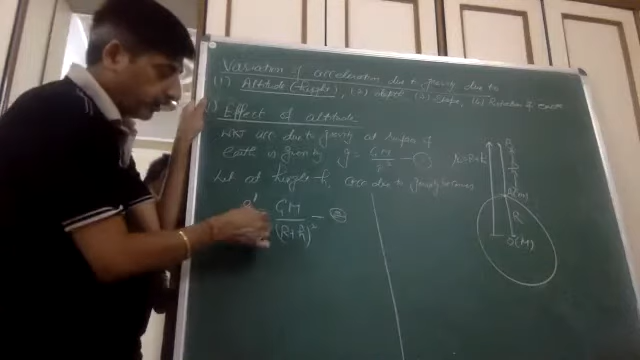 Variation of acceleration due to gravity due to
(1) Altitude (height), (2) depth (3) Shape, (4) Rotation of earth
1) Effect of altitude
acc. due to gravity at surface of
earth is given by g = GM/R² — ①
Let at height h, acc. due to gravity becomes
g' = GM/(R+h)² — ②
r=R+h
h
R
O(M)